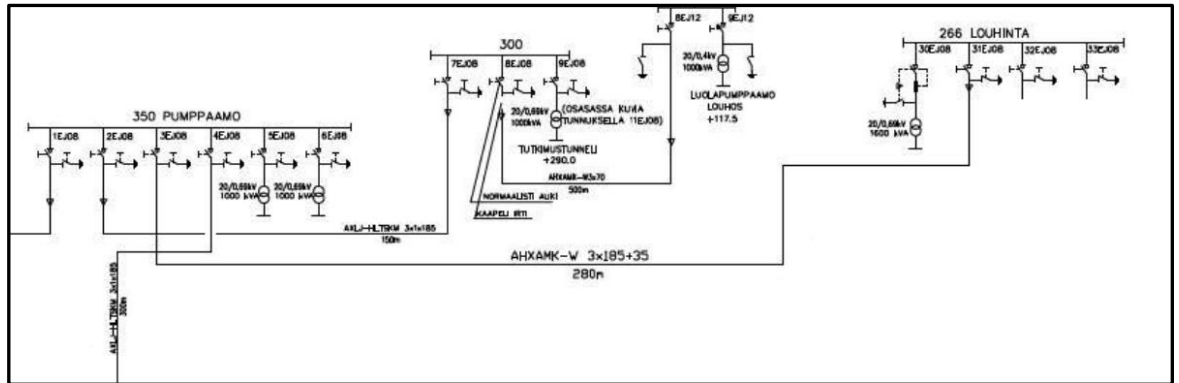 8EJ12 9EJ12
20/0,4kV
1000kVA
LUOLAPUMPPAAMO
LOUHOS
+117.5
300
7EJ08 8EJ08 9EJ08
20/0,69kV
1000kVA
(OSASASSA KUVIA
TUNNUKSELLA 11EJ08)
TUTKIMUSTUNNELI
+290.0
AHXAMK-W3x70
500m
NORMAALISTI AUKI
KAAPELI IRTI
266 LOUHINTA
30EJ08 31EJ08 32EJ08 33EJ08
20/0,69kV
1600 kVA
350 PUMPPAAMO
1EJ08 2EJ08 3EJ08 4EJ08 5EJ08 6EJ08
20/0,69kV 20/0,69kV
1000 kVA 1000 kVA
AXLJ-HLTSKM 3x1x185
150m
AHXAMK-W 3x185+35
280m
AXLJ-HLTSKM 3x1x185
300m